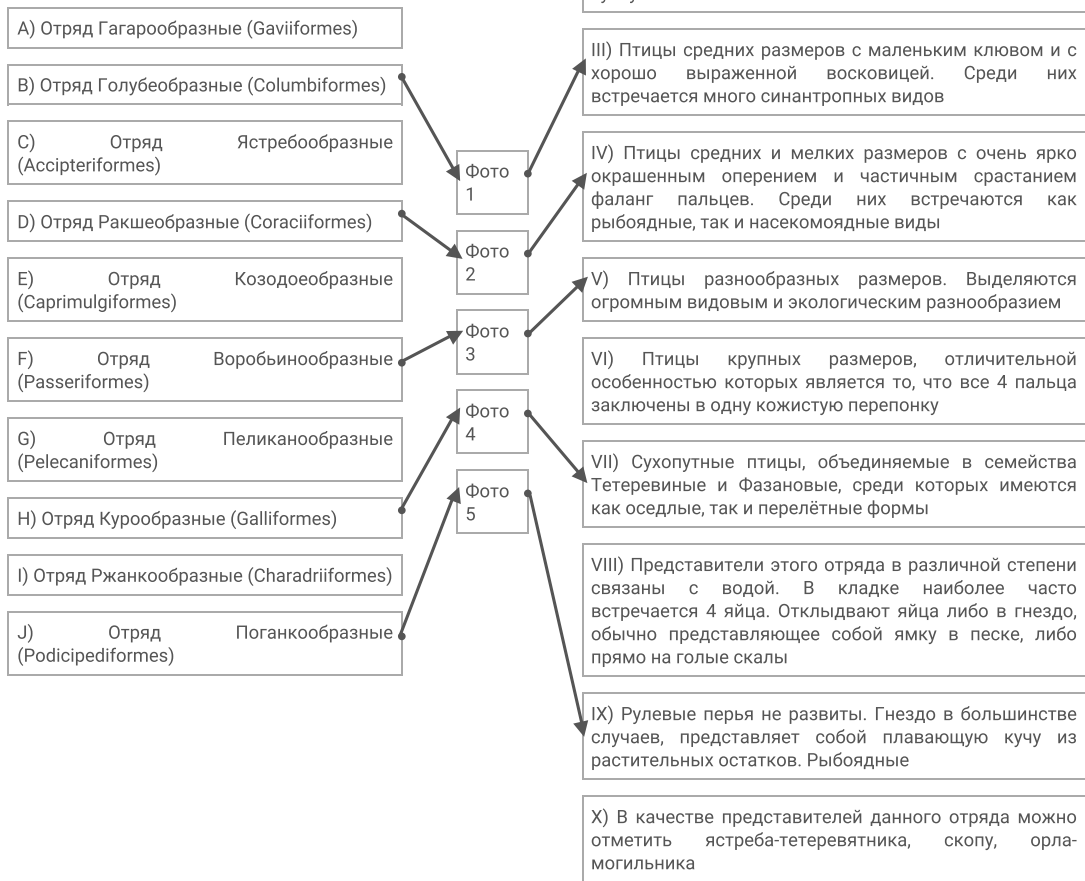 A) Отряд Гагарообразные (Gaviiformes)
B) Отряд Голубеобразные (Columbiformes)
C) Отряд Ястребообразные
(Accipiteriformes)
D) Отряд Ракшеобразные (Coraciiformes)
E) Отряд Козодоеобразные
(Caprimulgiformes)
F) Отряд Воробьинообразные
(Passeriformes)
G) Отряд Пеликанообразные
(Pelecaniformes)
H) Отряд Курообразные (Galliformes)
I) Отряд Ржанкообразные (Charadriiformes)
J) Отряд Поганкообразные
(Podicipediformes)
Фото
1
Фото
2
Фото
3
Фото
4
Фото
5
III) Птицы средних размеров с маленьким клювом и с
хорошо выраженной восковицей. Среди них
встречается много синантропных видов
IV) Птицы средних и мелких размеров с очень ярко
окрашенным оперением и частичным срастанием
фаланг пальцев. Среди них встречаются как
рыбоядные, так и насекомоядные виды
V) Птицы разнообразных размеров. Выделяются
огромным видовым и экологическим разнообразием
VI) Птицы крупных размеров, отличительной
особенностью которых является то, что все 4 пальца
заключены в одну кожистую перепонку
VII) Сухопутные птицы, объединяемые в семейства
Тетеревиные и Фазановые, среди которых имеются
как оседлые, так и перелётные формы
VIII) Представители этого отряда в различной степени
связаны с водой. В кладке наиболее часто
встречается 4 яйца. Отклыдвают яйца либо в гнездо,
обычно представляющее собой ямку в песке, либо
прямо на голые скалы
IX) Рулевые перья не развиты. Гнездо в большинстве
случаев, представляет собой плавающую кучу из
растительных остатков. Рыбоядные
X) В качестве представителей данного отряда можно
отметить ястреба-тетеревятника, скопу, орла-
могильника